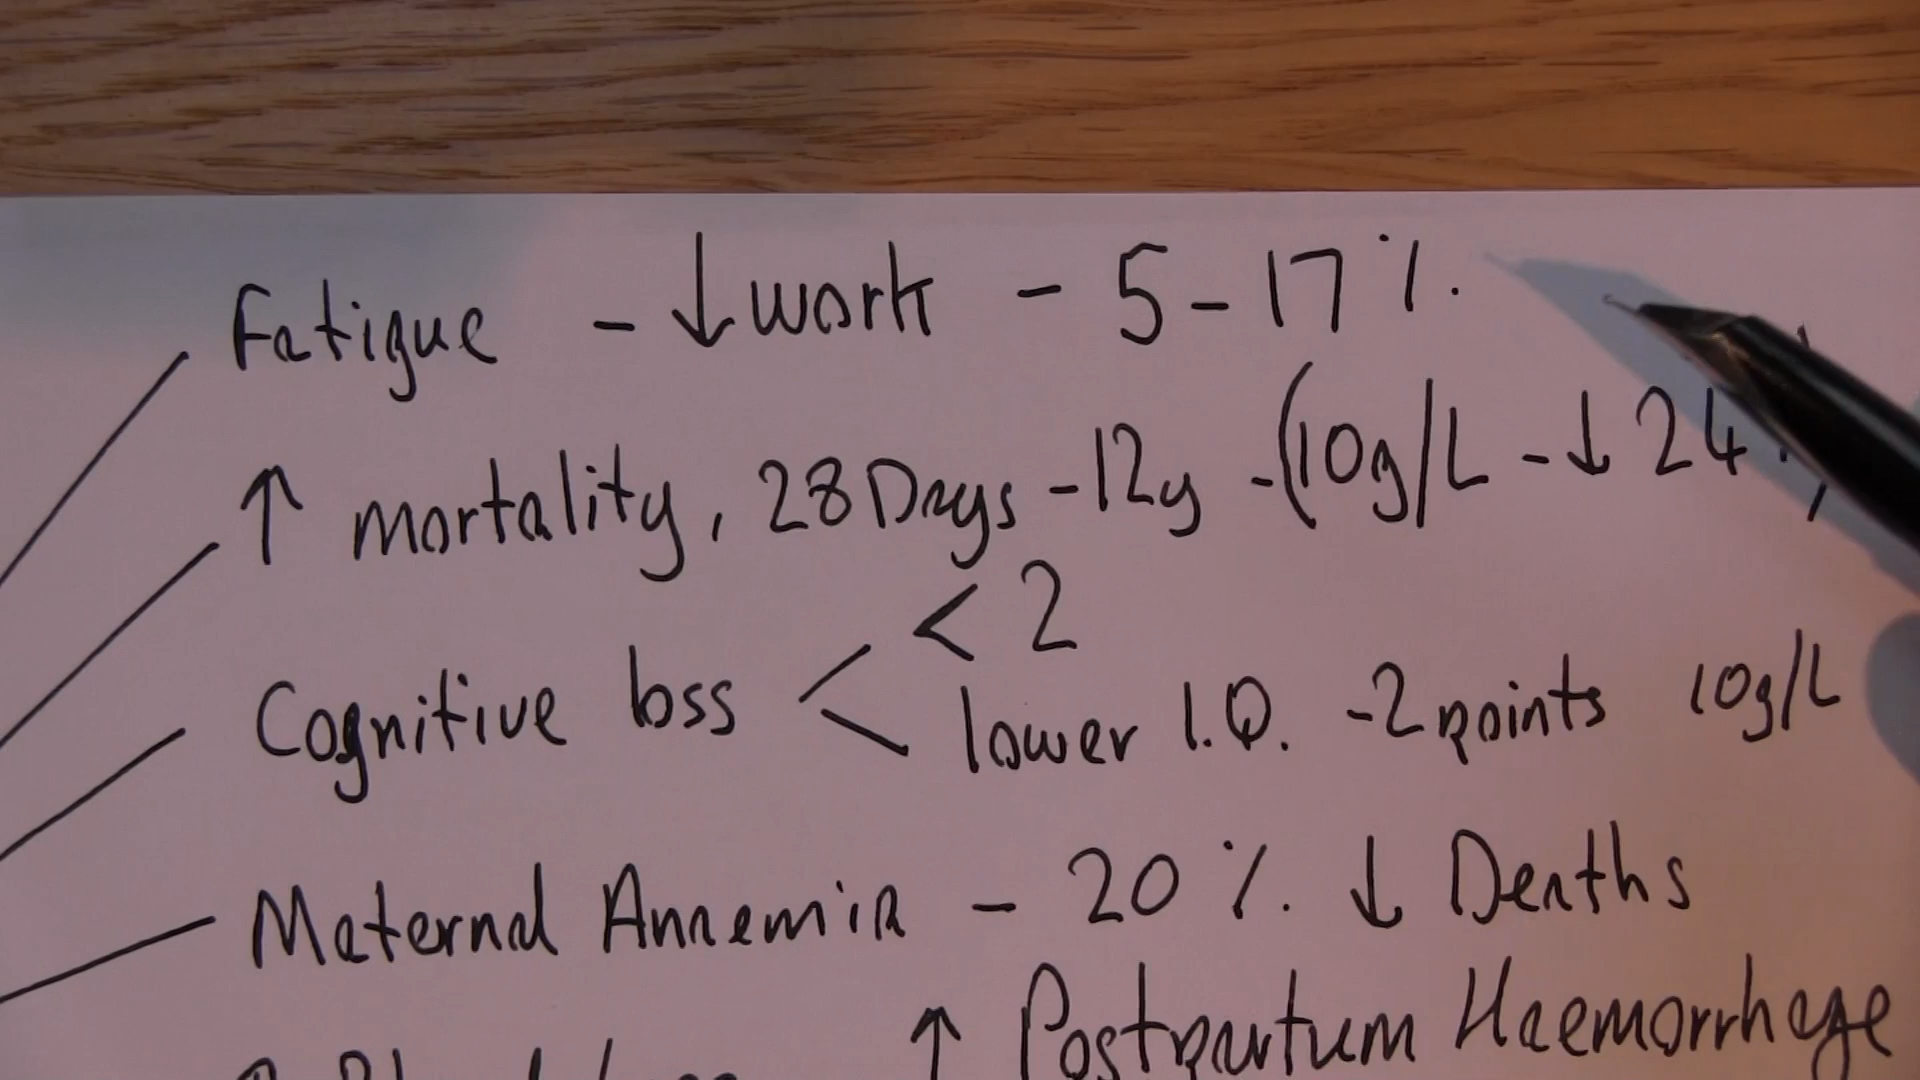 Fatigue - ↓ work - 5-17%.
↑ mortality, 28 Days - 12y - (10g/L - ↓ 24
< 2
Cognitive loss <
lower I.Q. - 2 points 10g/L
Maternal Anaemia - 20%. ↓ Deaths
↑ Postpartum Haemorrhage